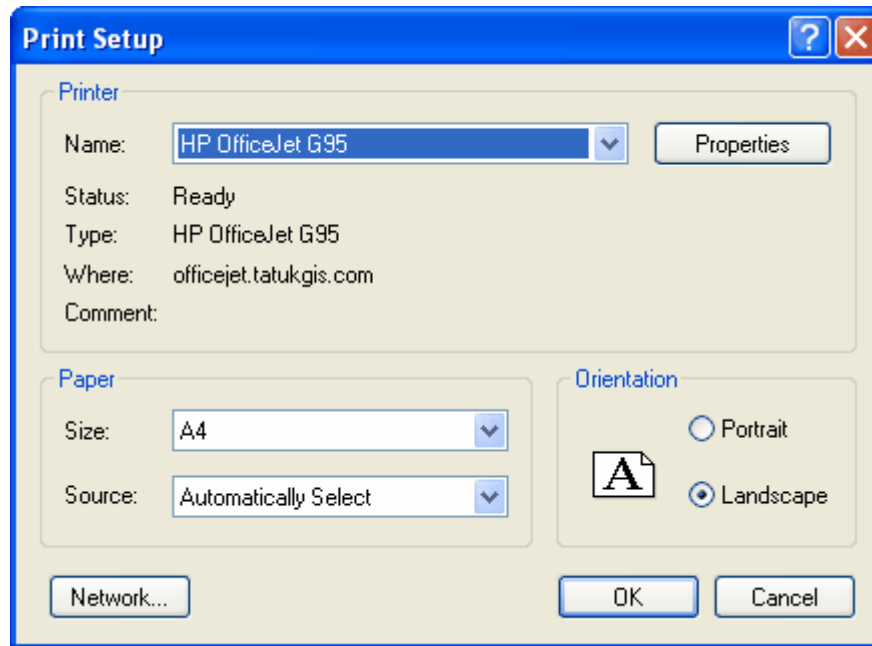 Print Setup
Printer
Name: HP OfficeJet G95 Properties
Status: Ready
Type: HP OfficeJet G95
Where: officejet.tatukgis.com
Comment:
Paper
Size: A4
Source: Automatically Select
Orientation
A
Portrait
Landscape
Network... OK Cancel